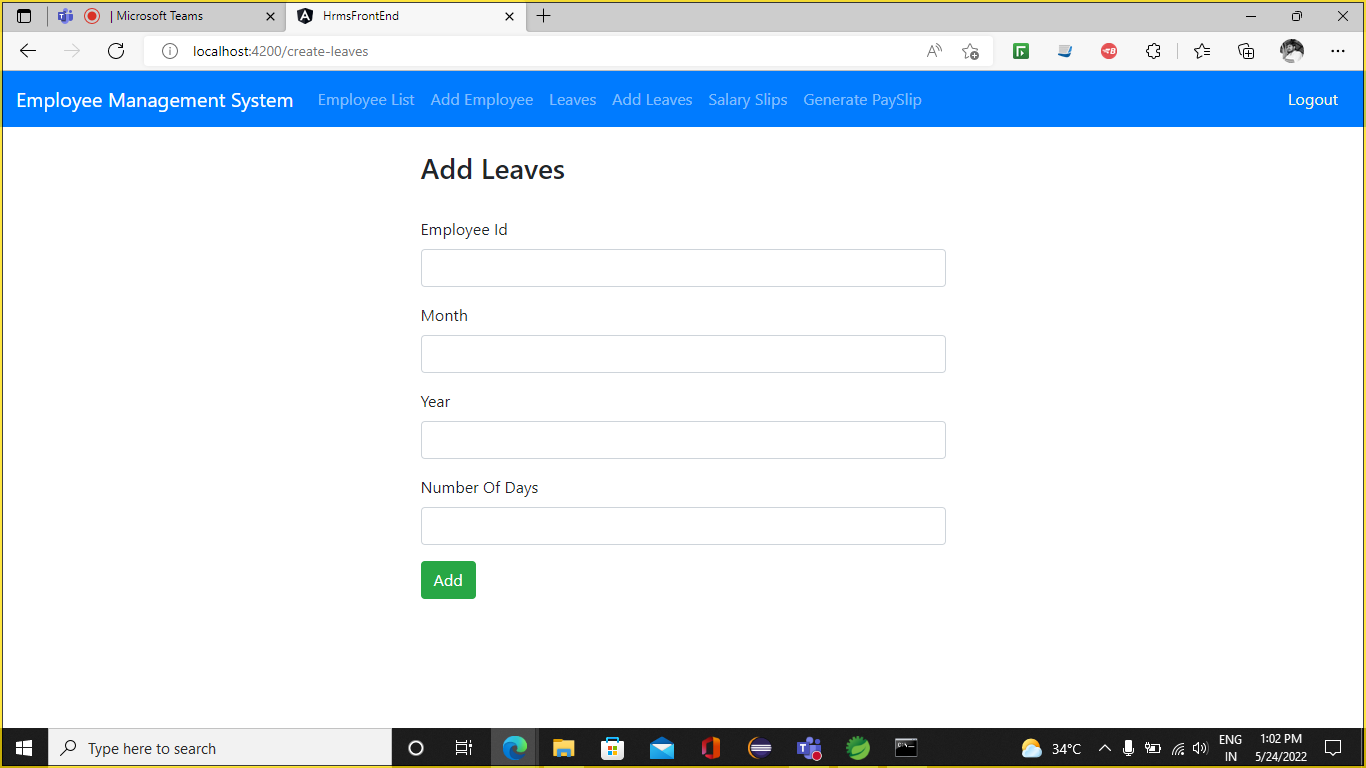 | Microsoft Teams
HrmsFrontEnd
localhost:4200/create-leaves
Employee Management System Employee List Add Employee Leaves Add Leaves Salary Slips Generate PaySlip Logout
Add Leaves
Employee Id
Month
Year
Number Of Days
Add
Type here to search
34°C
ENG
IN
1:02 PM
5/24/2022